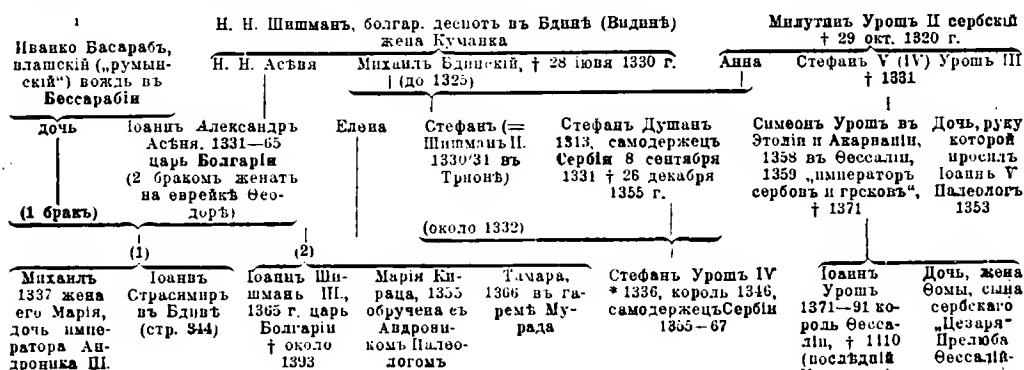 1
Иванко Басарабъ,
влашскій („румын-
скій“) вождь въ
Бессарабіи
Н. Н. Шишманъ, болгар. деспотъ въ Бдинѣ (Видинѣ)
жена Куманка
Милутинъ Урошъ II сербскій
† 29 окт. 1320 г.
Н. Н. Асѣня
Михаилъ Бдинскій, † 28 іюня 1330 г.
(до 1325)
Анна
Стефанъ V (IV) Урошъ III
† 1331
дочь
(1 бракъ)
Іоаннъ Александръ
Асѣня. 1331—65
царь Болгаріи
(2 бракомъ женатъ
на еврейкѣ Ѳео-
дорѣ)
Елена
Стефанъ (=
Шишманъ II.
1330/31 въ
Трновѣ)
Стефанъ Душанъ
1313, самодержецъ
Сербіи 8 сентября
1331 † 26 декабря
1355 г.
(около 1332)
Симеонъ Урошъ въ
Этоліи и Акарнаніи,
1358 въ Ѳессаліи,
1359 „императоръ
сербовъ и грековъ“,
† 1371
Дочь, руку
которой
просилъ
Іоаннъ V
Палеологъ
1353
(1)
(2)
Михаилъ
1337 жена
его Марія,
дочь импе-
ратора Ан-
дроника III.
Іоаннъ
Страсимиръ
въ Бдинѣ
(стр. 344)
Іоаннъ Ши-
шманъ III.,
1365 г. царь
Болгаріи
† около
1393
Марія Ки-
раца, 1355
обручена съ
Андрони-
комъ Палео-
логомъ
Тамара,
1366 въ га-
ремѣ Му-
рада
Стефанъ Урошъ IV
* 1336, король 1346,
самодержецъ Сербіи
1355—67
Іоаннъ
Урошъ
1371—91 ко-
роль Ѳесса-
ліи, † 1410
(послѣдній
Дочь, жена
Ѳомы, сына
сербскаго
„Цезаря“
Прелюба
Ѳессалій-